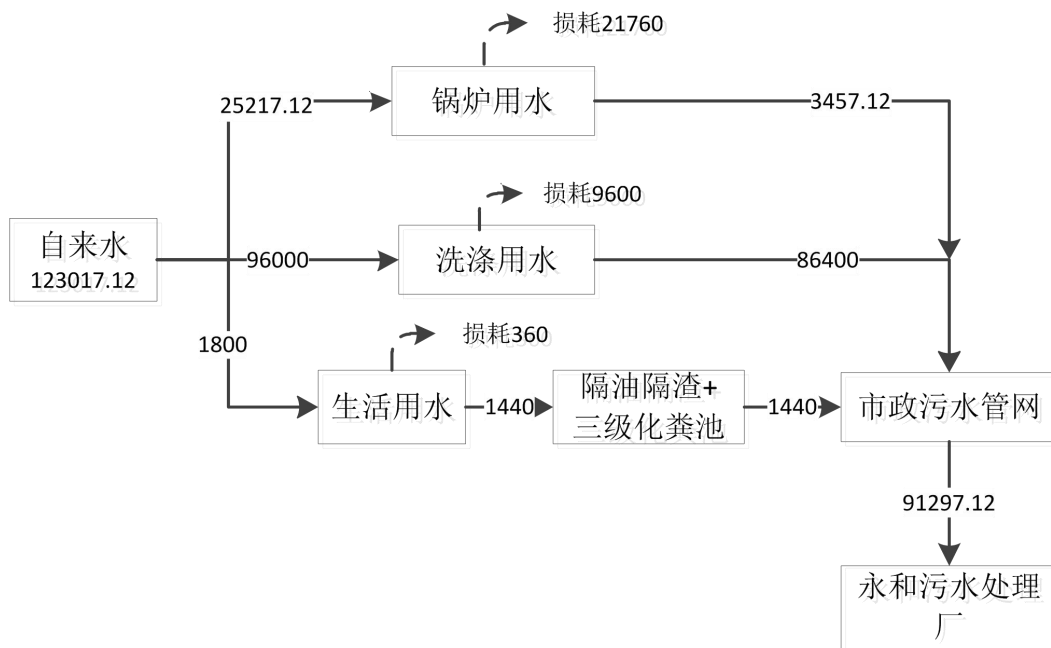 损耗21760
25217.12
锅炉用水
3457.12
损耗9600
自来水
123017.12
96000
洗涤用水
86400
1800
损耗360
生活用水
1440
隔油隔渣+
三级化粪池
1440
市政污水管网
91297.12
永和污水处理
厂